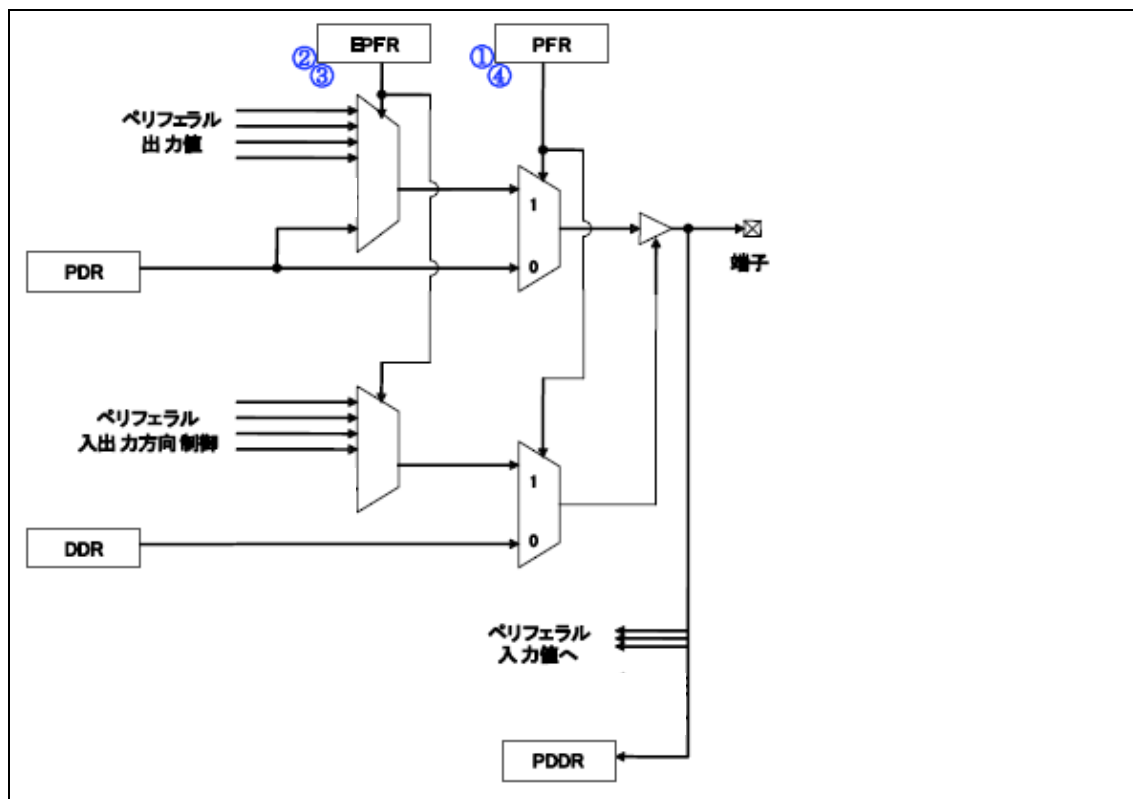 EPFR
PFR
②
③
①
④
ペリフェラル
出力値
1
0
PDR
端子
ペリフェラル
入出力方向制御
1
0
DDR
ペリフェラル
入力値へ
PDDR